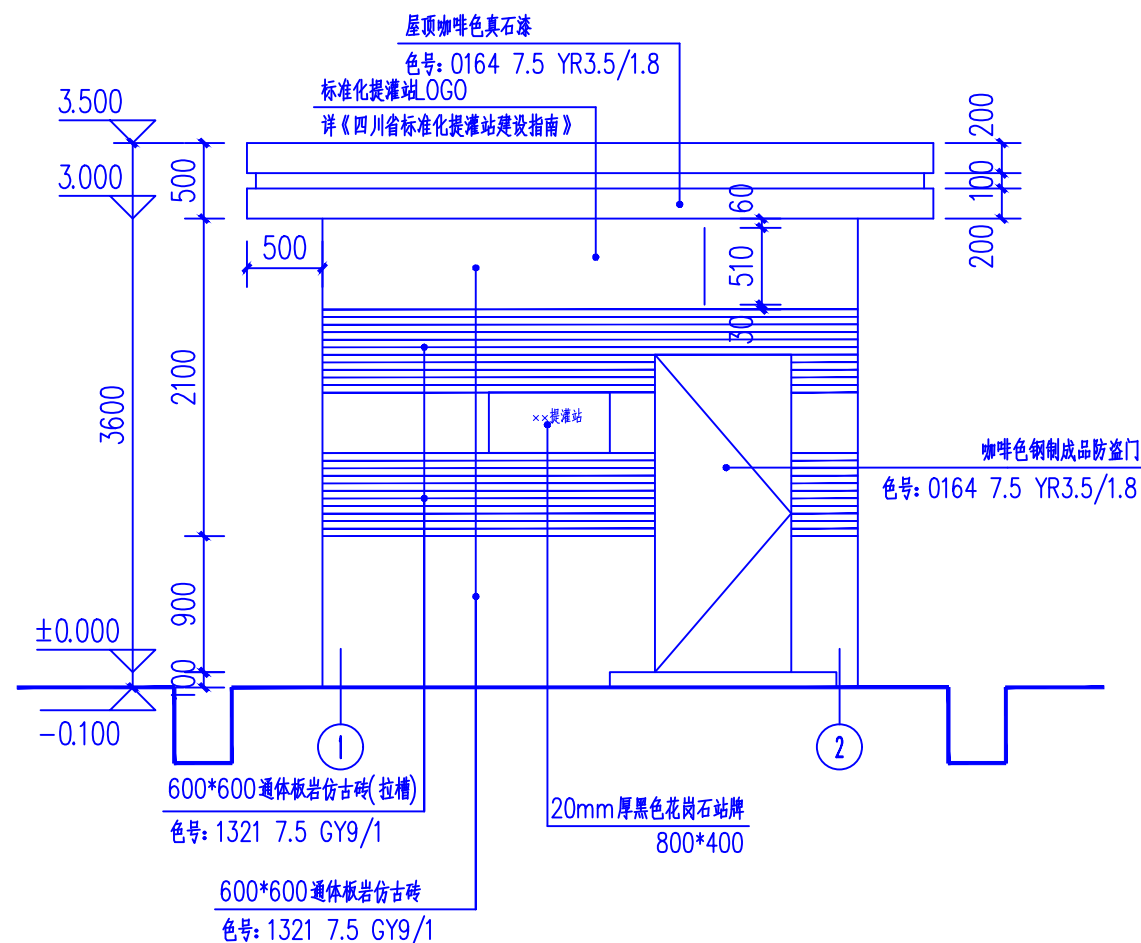 屋顶咖啡色真石漆
色号: 0164 7.5 YR3.5/1.8
标准化提灌站LOGO
详《四川省标准化提灌站建设指南》
3.500
3.000
500
500
200
100
200
60
510
30
2100
3600
××提灌站
咖啡色钢制成品防盗门
色号: 0164 7.5 YR3.5/1.8
900
±0.000
100
-0.100
1
2
600*600通体板岩仿古砖(拉槽)
色号: 1321 7.5 GY9/1
20mm厚黑色花岗石站牌
800*400
600*600通体板岩仿古砖
色号: 1321 7.5 GY9/1